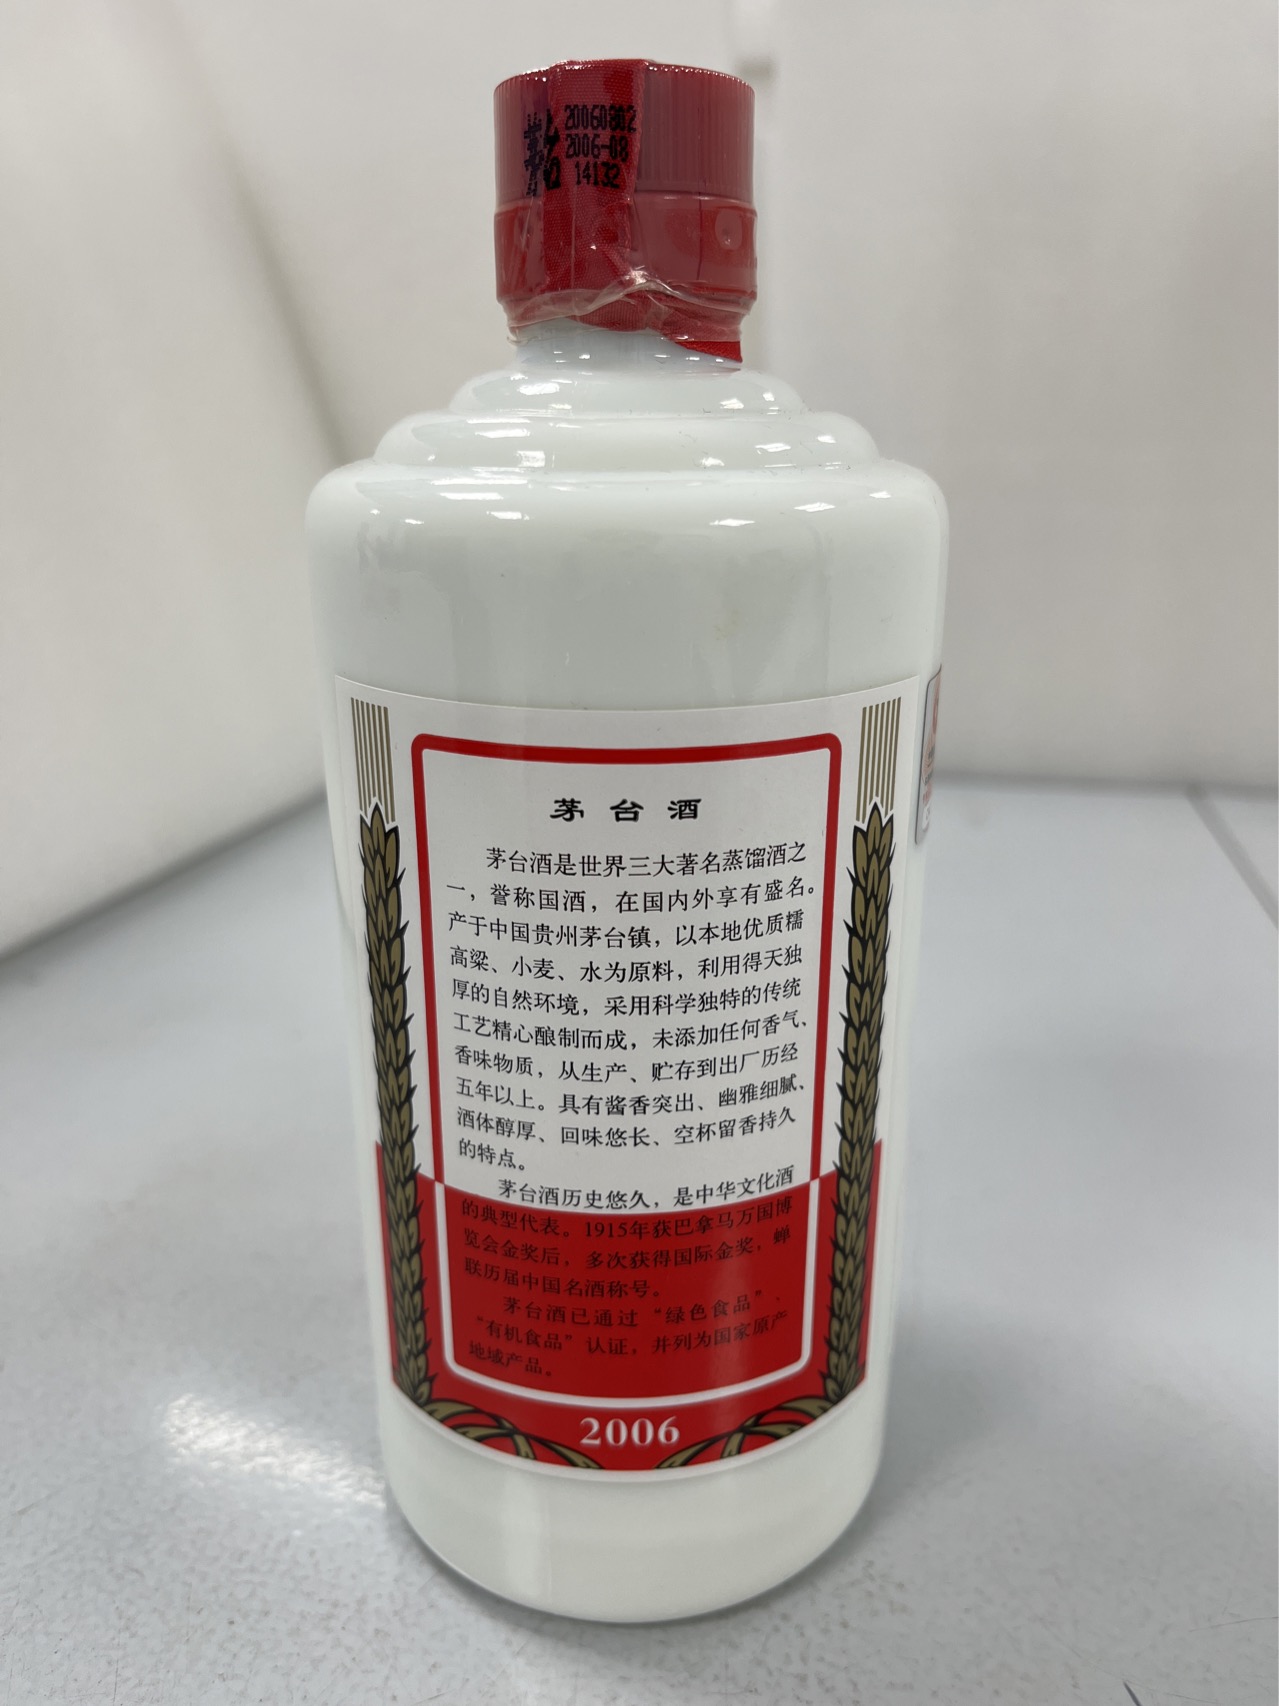 茅台
20060802
2006-08
14132
茅台酒
茅台酒是世界三大著名蒸馏酒之
一，誉称国酒，在国内外享有盛名。
产于中国贵州茅台镇，以本地优质糯
高粱、小麦、水为原料，利用得天独
厚的自然环境，采用科学独特的传统
工艺精心酿制而成，未添加任何香气、
香味物质，从生产、贮存到出厂历经
五年以上。具有酱香突出、幽雅细腻、
酒体醇厚、回味悠长、空杯留香持久
的特点。
茅台酒历史悠久，是中华文化酒
的典型代表。1915年获巴拿马万国博
览会金奖后，多次获得国际金奖，蝉
联历届中国名酒称号。
茅台酒已通过“绿色食品”、
“有机食品”认证，并列为国家原产
地域产品。
2006